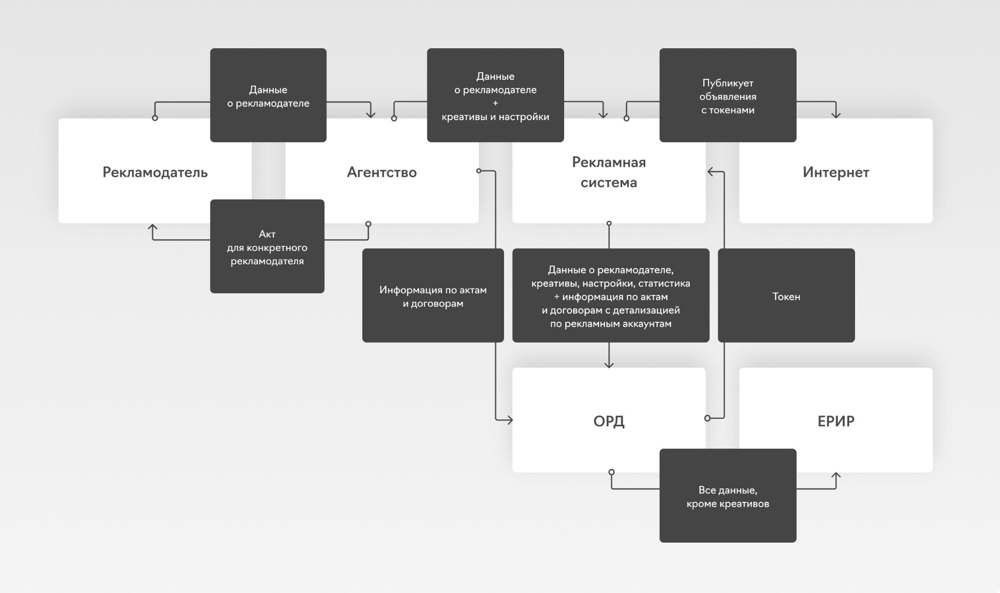 Данные
о рекламодателе
Данные
о рекламодателе
+
креативы и настройки
Публикует
объявления
с токенами
Рекламодатель
Агентство
Рекламная
система
Интернет
Акт
для конкретного
рекламодателя
Информация по актам
и договорам
Данные о рекламодателе,
креативы, настройки, статистика
+ информация по актам
и договорам с детализацией
по рекламным аккаунтам
Токен
ОРД
ЕРИР
Все данные,
кроме креативов